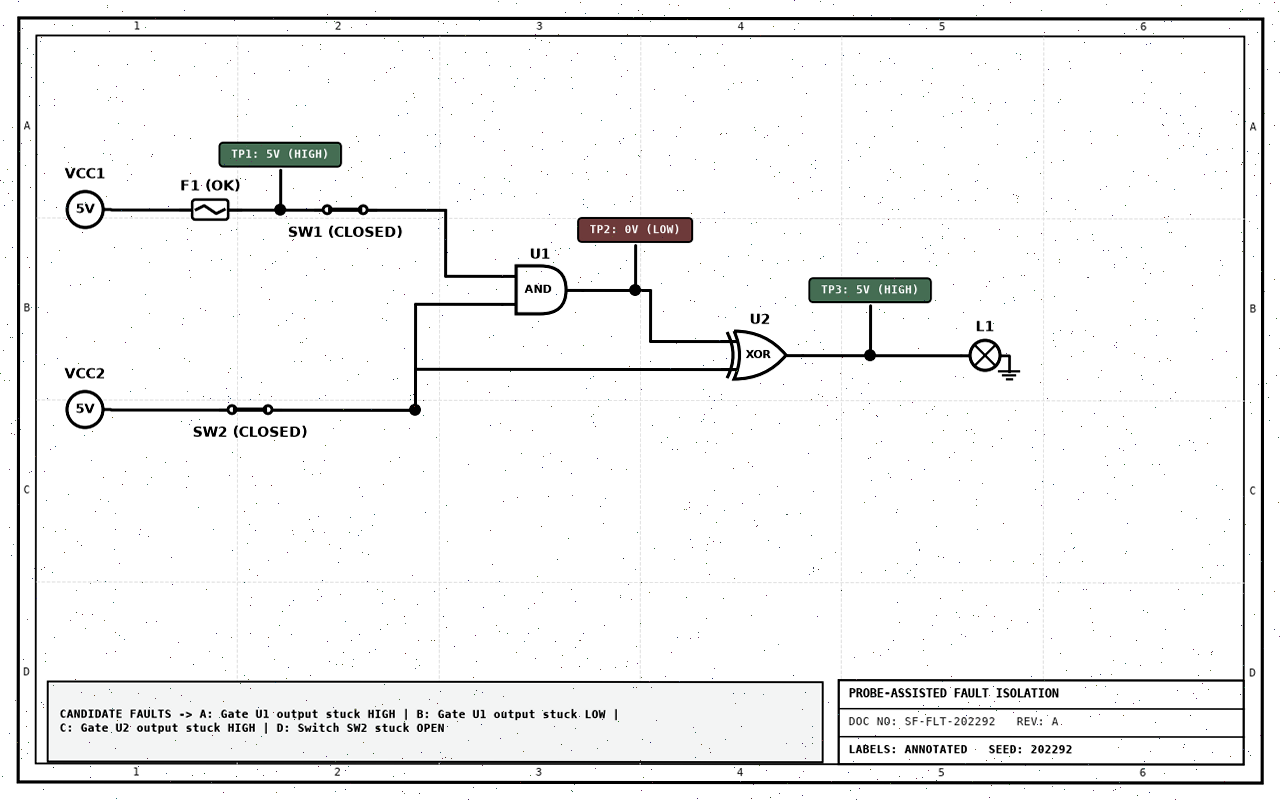 1 2 3 4 5 6
A A
TP1: 5V (HIGH)
VCC1
F1 (OK)
5V
SW1 (CLOSED)
TP2: 0V (LOW)
U1
AND
TP3: 5V (HIGH)
B B
U2
L1
XOR
VCC2
5V
SW2 (CLOSED)
C C
D D
CANDIDATE FAULTS -> A: Gate U1 output stuck HIGH | B: Gate U1 output stuck LOW |
C: Gate U2 output stuck HIGH | D: Switch SW2 stuck OPEN
PROBE-ASSISTED FAULT ISOLATION
DOC NO: SF-FLT-202292 REV: A
LABELS: ANNOTATED SEED: 202292
1 2 3 4 5 6